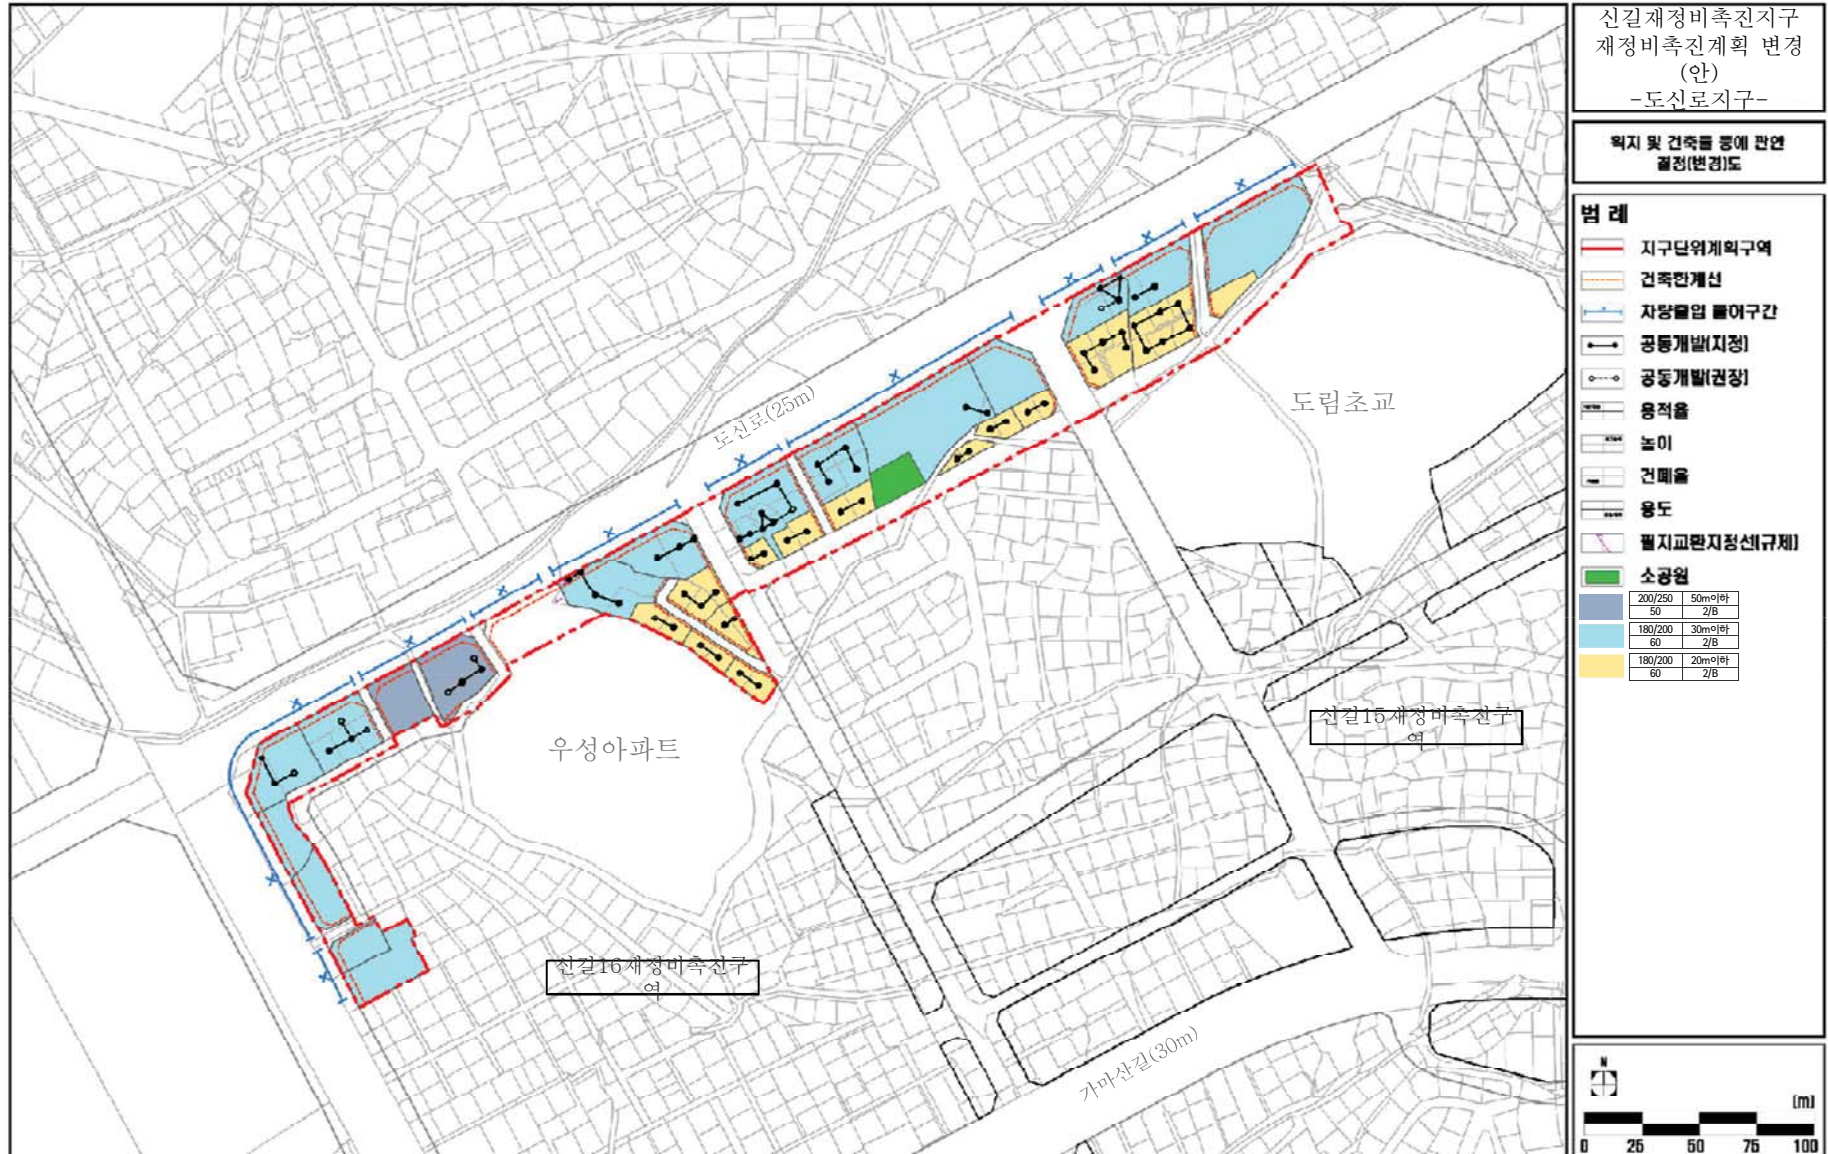 신길재정비촉진지구
재정비촉진계획 변경
(안)
-도신로지구-
획지 및 건축물 등에 관한
결정(변경)도
범 례
지구단위계획구역
건축한계선
차량출입 불허구간
공동개발(지정)
공동개발(권장)
용적율
높이
건폐율
용도
필지교환지정선(규제)
소공원
200/250 50m이하
50 2/B
180/200 30m이하
60 2/B
180/200 20m이하
60 2/B
도신로(25m)
도림초교
우성아파트
신길15재정비촉진구
역
신길16재정비촉진구
역
가마산길(30m)
N
(m)
0 25 50 75 100